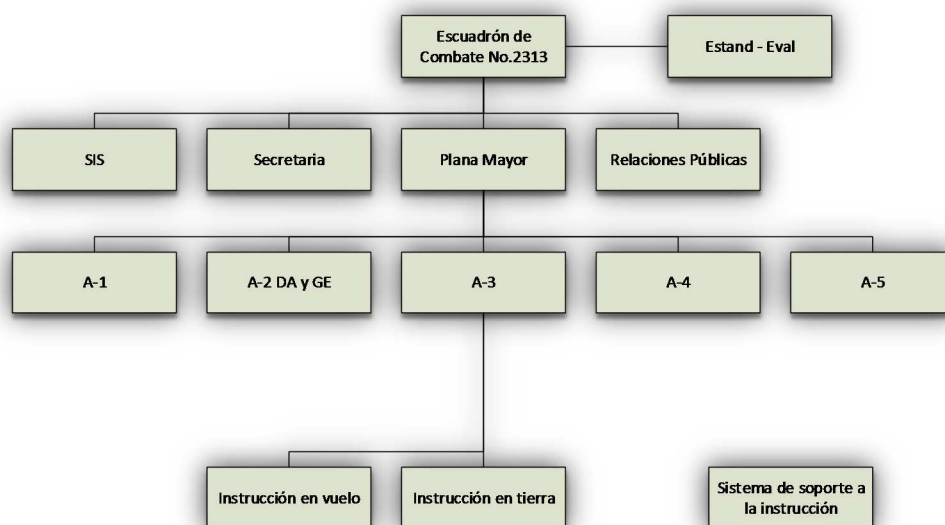 Escuadrón de
Combate No.2313
Estand - Eval
SIS
Secretaria
Plana Mayor
Relaciones Públicas
A-1
A-2 DA y GE
A-3
A-4
A-5
Instrucción en vuelo
Instrucción en tierra
Sistema de soporte a
la instrucción